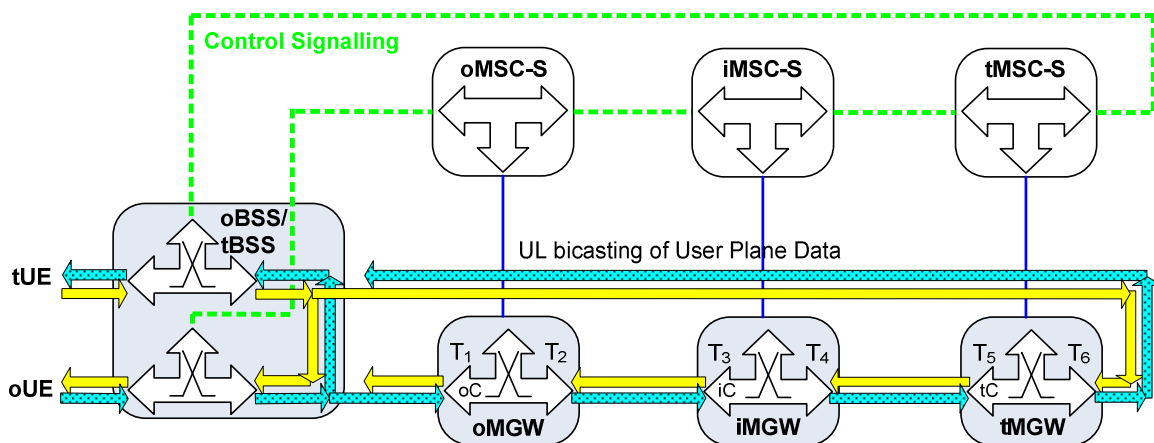 Control Signalling
oMSC-S
iMSC-S
tMSC-S
oBSS/
tBSS
UL bicasting of User Plane Data
tUE
T1
T2
T3
T4
T5
T6
oUE
oC
iC
tC
oMGW
iMGW
tMGW